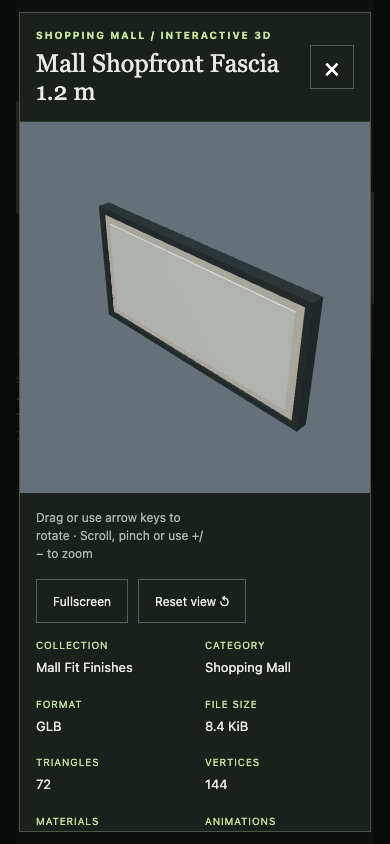 SHOPPING MALL / INTERACTIVE 3D
Mall Shopfront Fascia
1.2 m
×
Drag or use arrow keys to
rotate · Scroll, pinch or use +/
− to zoom
Fullscreen
Reset view ↺
COLLECTION
Mall Fit Finishes
CATEGORY
Shopping Mall
FORMAT
GLB
FILE SIZE
8.4 KiB
TRIANGLES
72
VERTICES
144
MATERIALS
ANIMATIONS